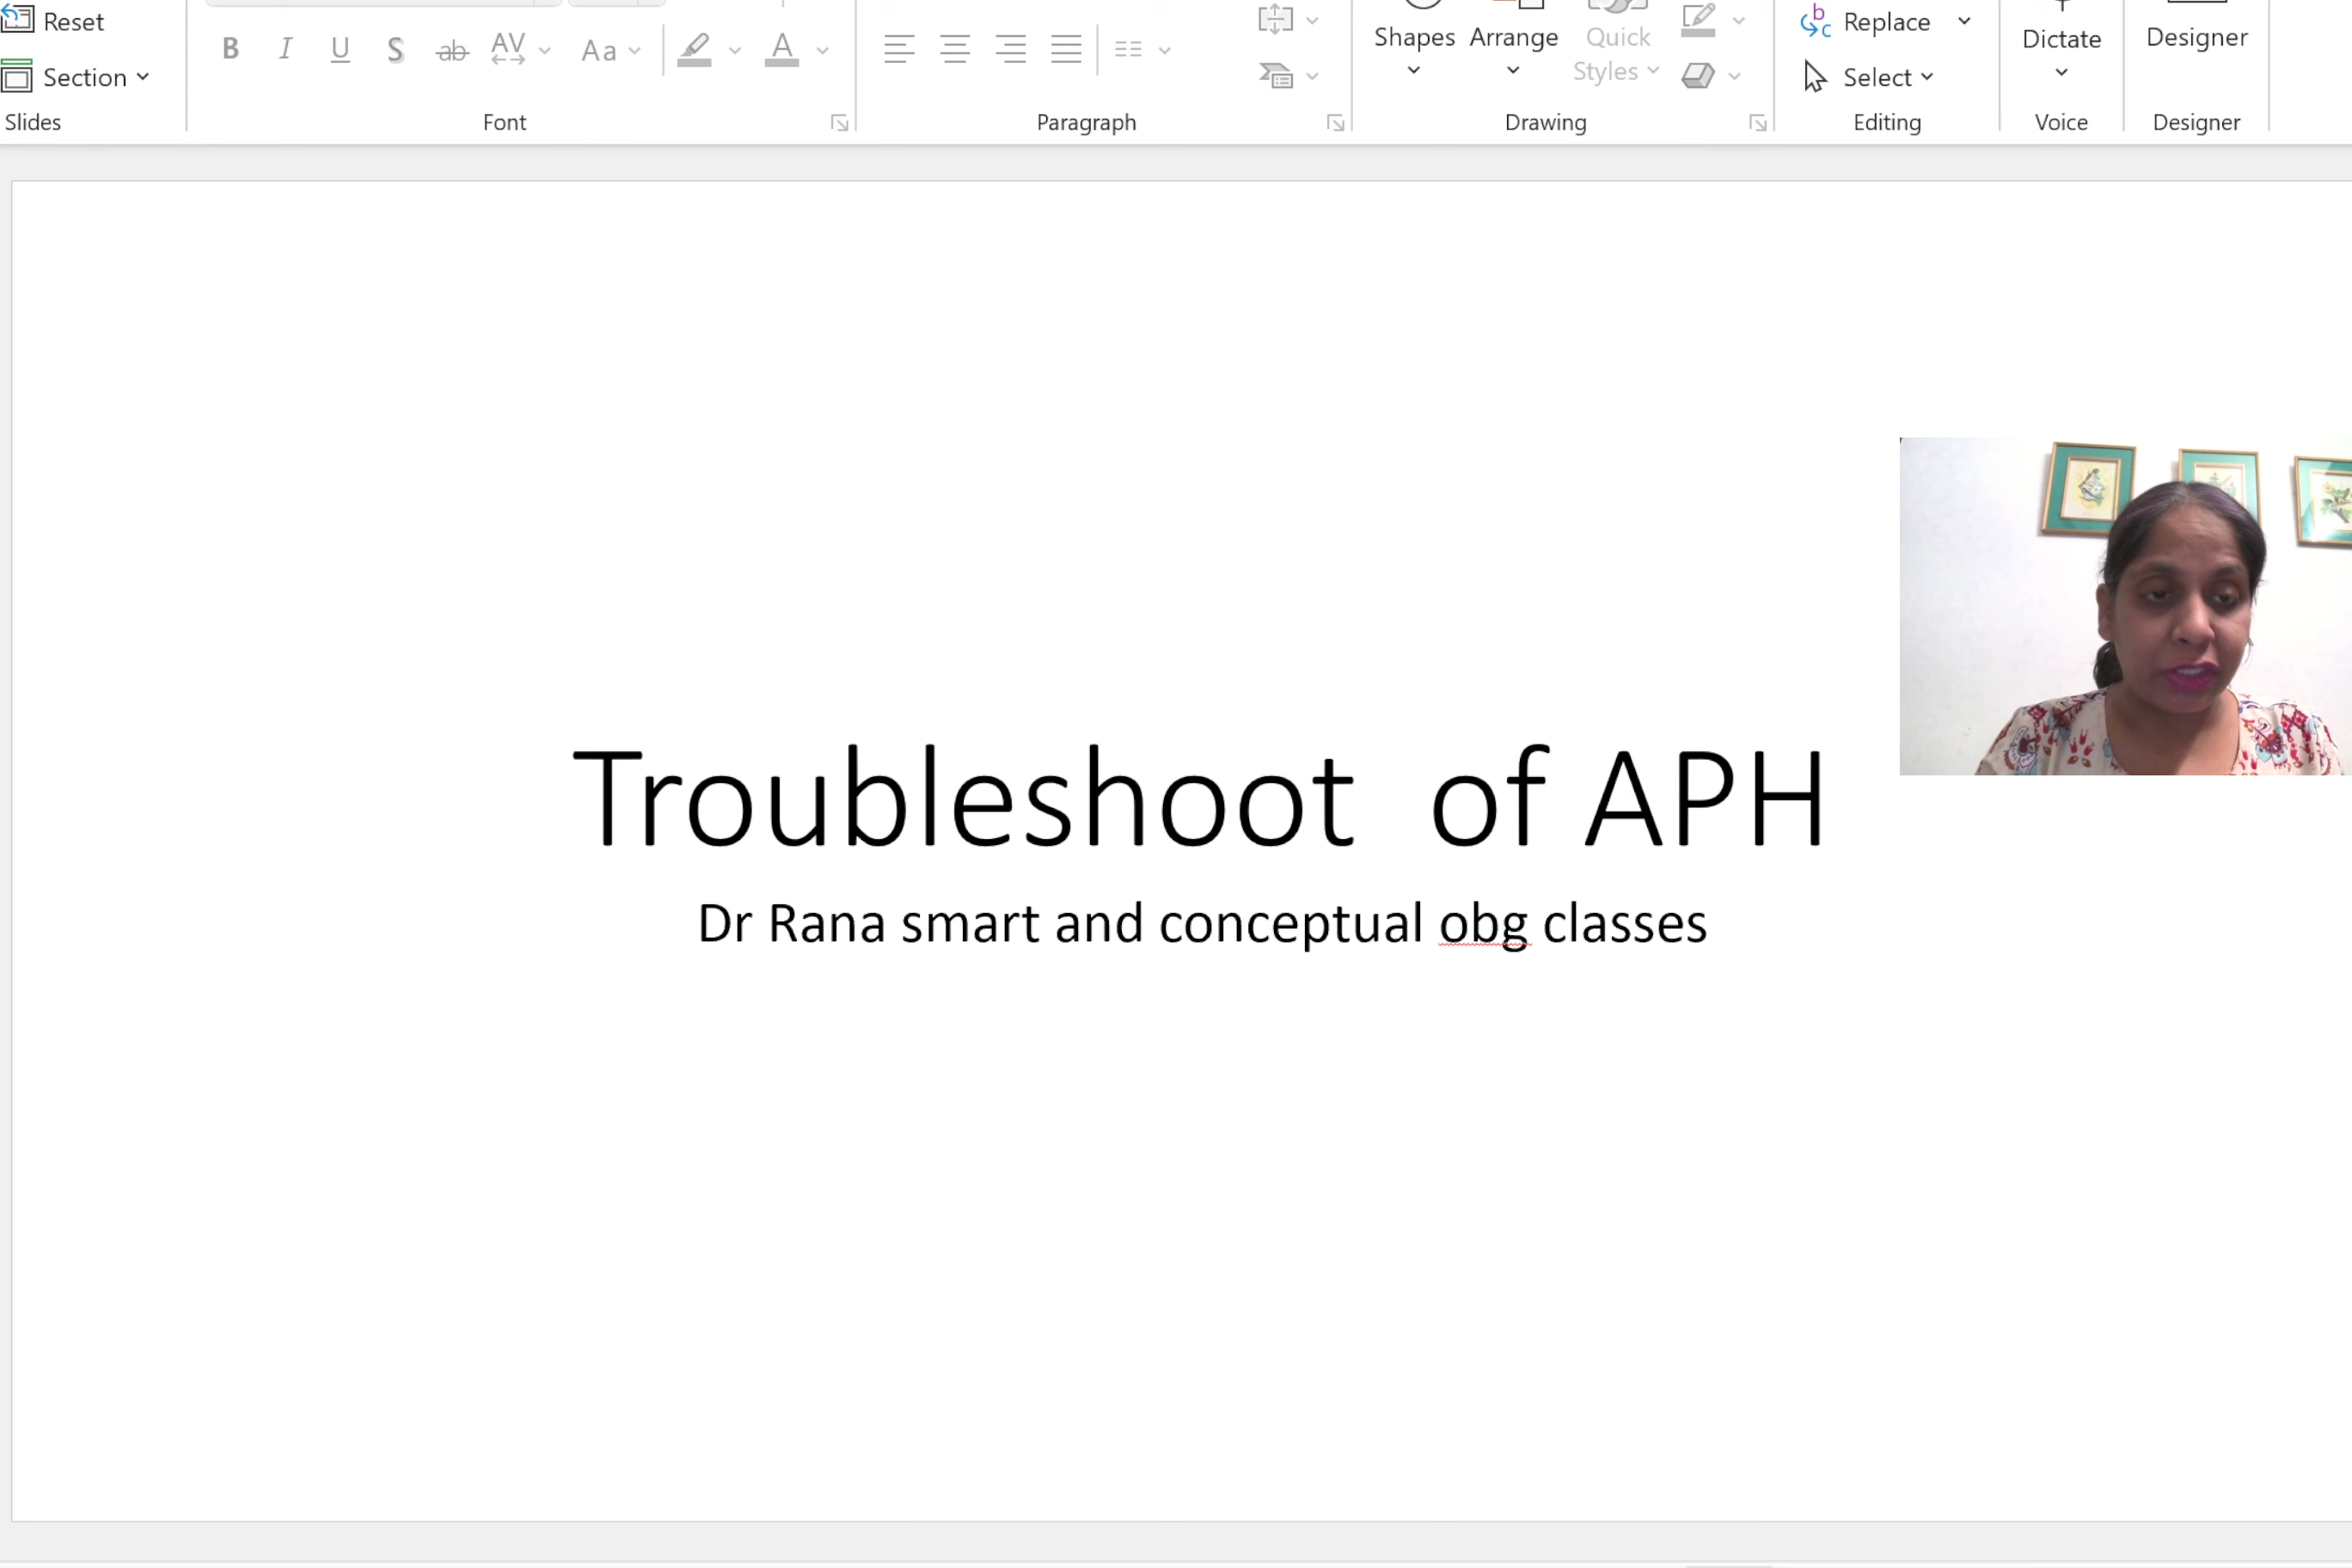 Reset
Section
Slides
B I U S ab AV Aa A
Font
Paragraph
Shapes Arrange Quick Styles
Drawing
Replace
Select
Editing
Dictate
Voice
Designer
Designer
Troubleshoot of APH
Dr Rana smart and conceptual obg classes